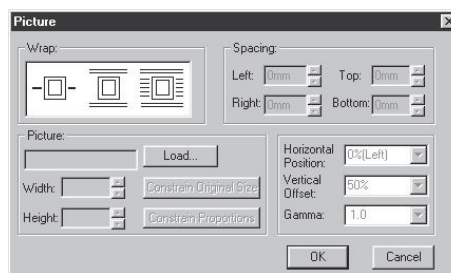 Picture
Wrap:
Spacing:
Left: 0mm Top: 0mm
Right: 0mm Bottom: 0mm
Picture:
Load...
Width: Constrain Original Size
Height: Constrain Proportions
Horizontal Position: 0%(Left)
Vertical Offset: 50%
Gamma: 1.0
OK Cancel